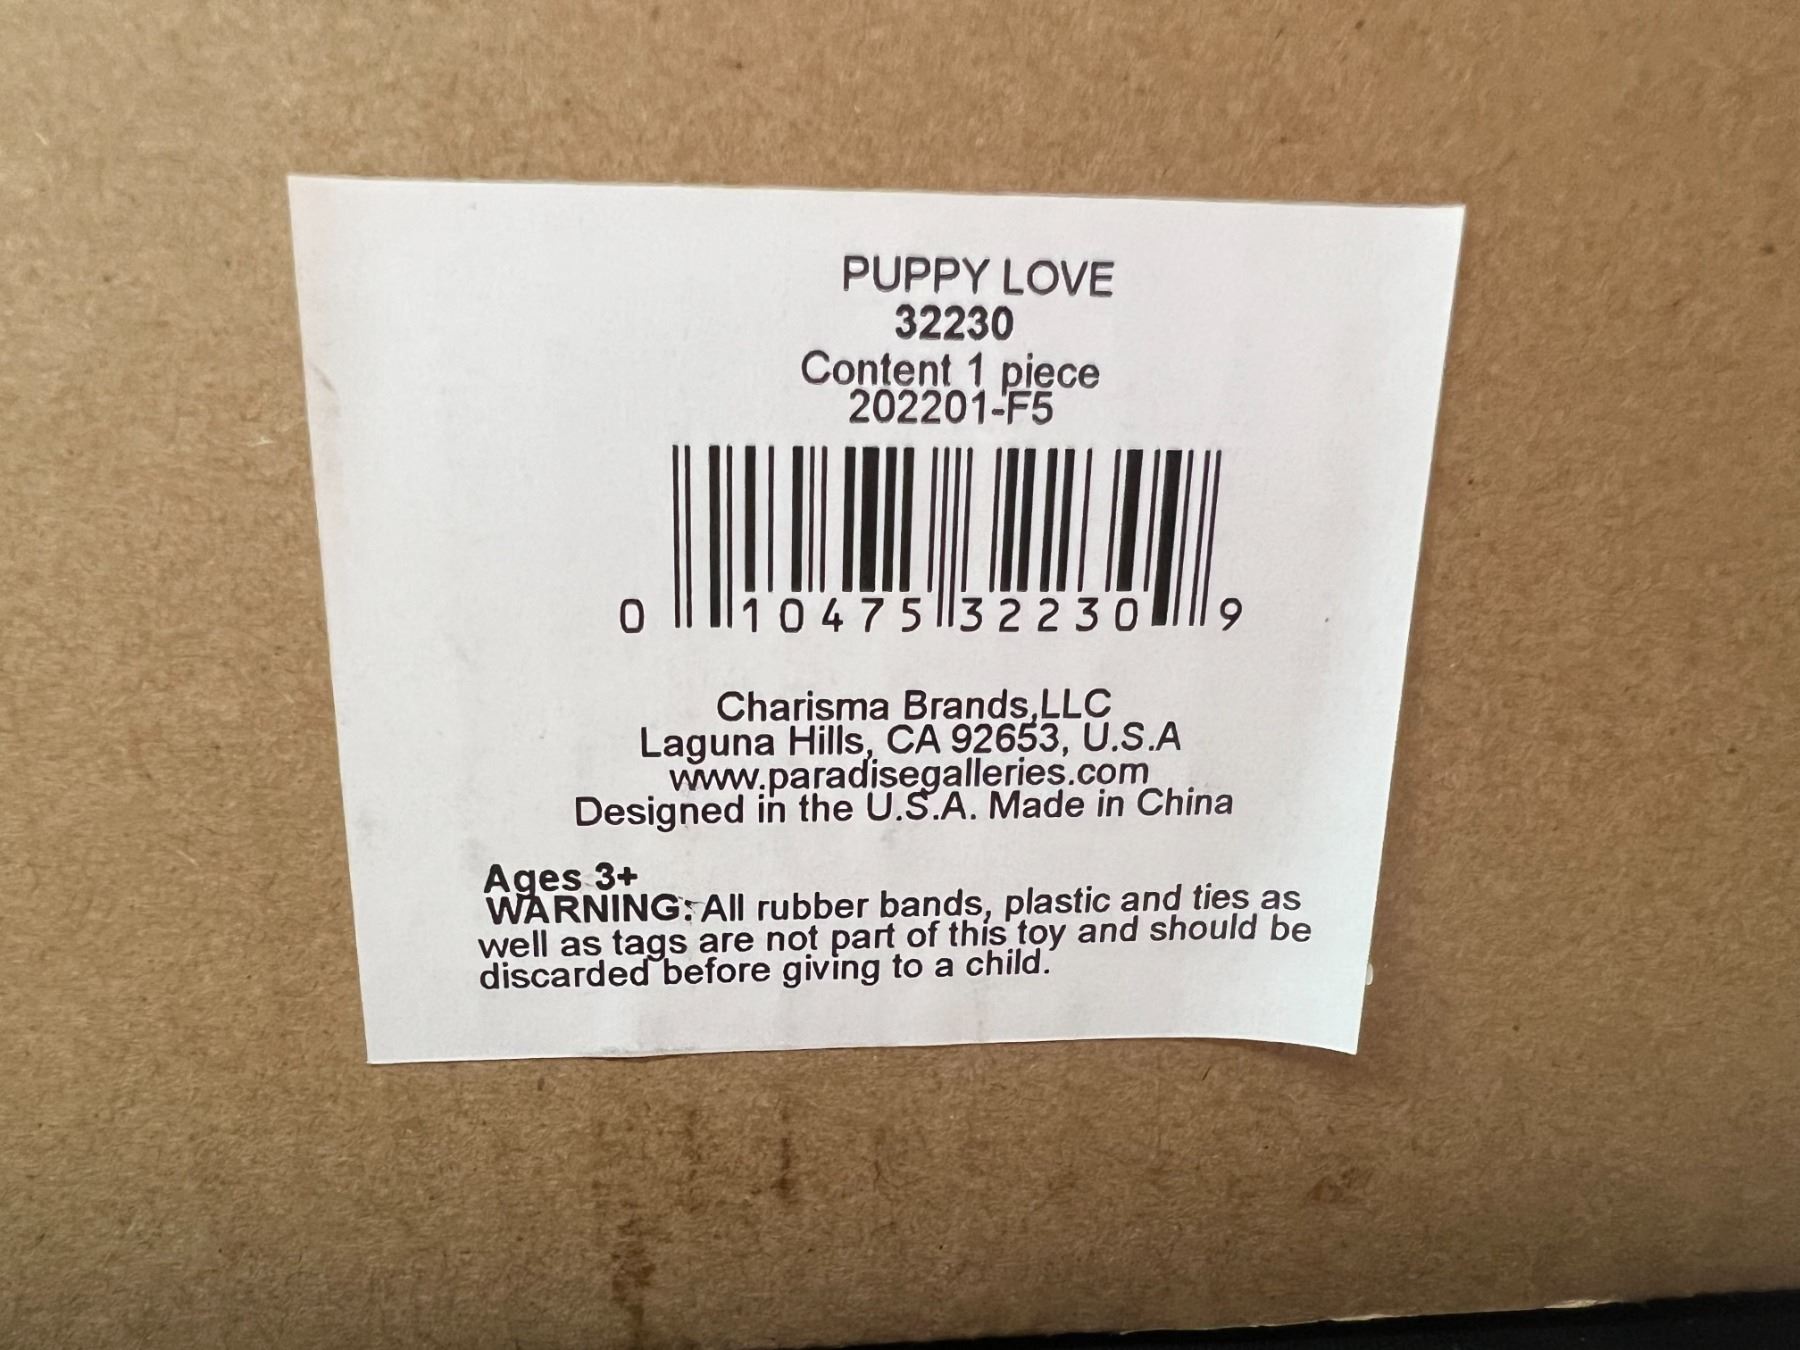 PUPPY LOVE
32230
Content 1 piece
202201-F5
0 10475 32230 9
Charisma Brands,LLC
Laguna Hills, CA 92653, U.S.A
www.paradisegalleries.com
Designed in the U.S.A. Made in China
Ages 3+
WARNING: All rubber bands, plastic and ties as
well as tags are not part of this toy and should be
discarded before giving to a child.